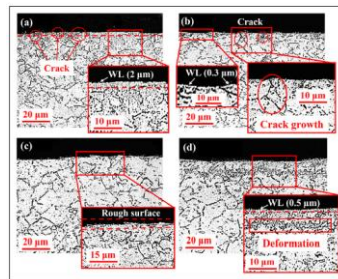 (a)
Crack
WL (2 μm)
20 μm
10 μm
(b)
Crack
WL (0.3 μm)
10 μm
20 μm
10 μm
Crack growth
(c)
Rough surface
20 μm
15 μm
(d)
WL (0.5 μm)
Deformation
20 μm
10 μm